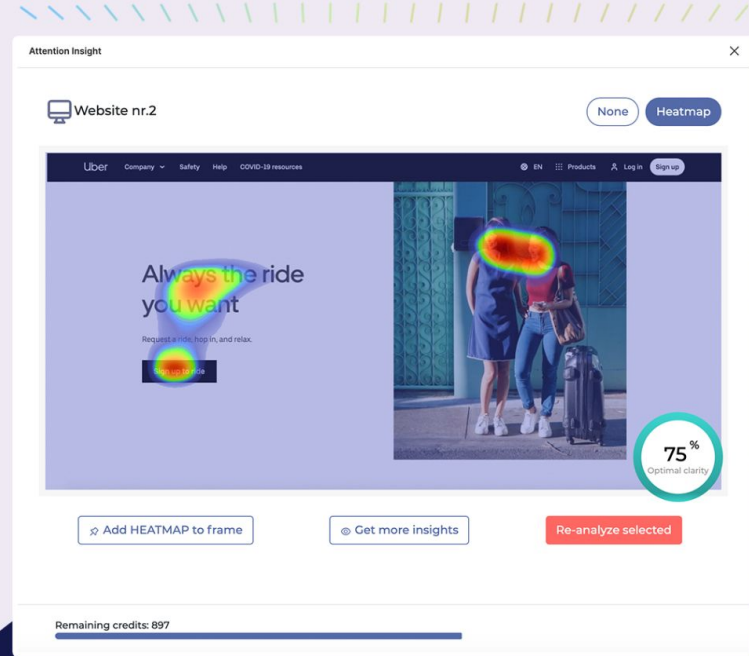 Attention Insight
Website nr.2
None
Heatmap
Uber Company Safety Help COVID-19 resources EN Products Log in Sign up
Always the ride
you want
Request a ride, hop in, and relax.
Sign up to ride
75%
Optimal clarity
Add HEATMAP to frame
Get more insights
Re-analyze selected
Remaining credits: 897